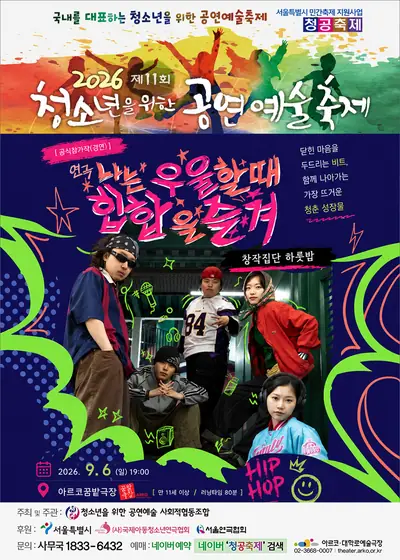 국내를 대표하는 청소년을 위한 공연예술축제
서울특별시 민간축제 지원사업
청공축제
2026 제11회
청소년을 위한 공연예술축제
[ 공식참가작(경연) ]
연극 나는 우울할때
힙합을 즐겨
닫힌 마음을
두드리는 비트,
함께 나아가는
가장 뜨거운
청춘 성장물
창작집단 하룻밤
84
HIP
HOP
2026. 9.6 (일) 19:00
아르코꿈밭극장
[ 만 11세 이상 / 러닝타임 80분 ]
주최 및 주관 : 청소년을 위한 공연예술 사회적협동조합
후원 : 서울특별시 (사)국제아동청소년연극협회 서울연극협회
아르코·대학로예술극장
02-3668-0007 | theater.arko.or.kr
문의: 사무국 1833-6432 예매: 네이버예약 네이버 '청공축제' 검색